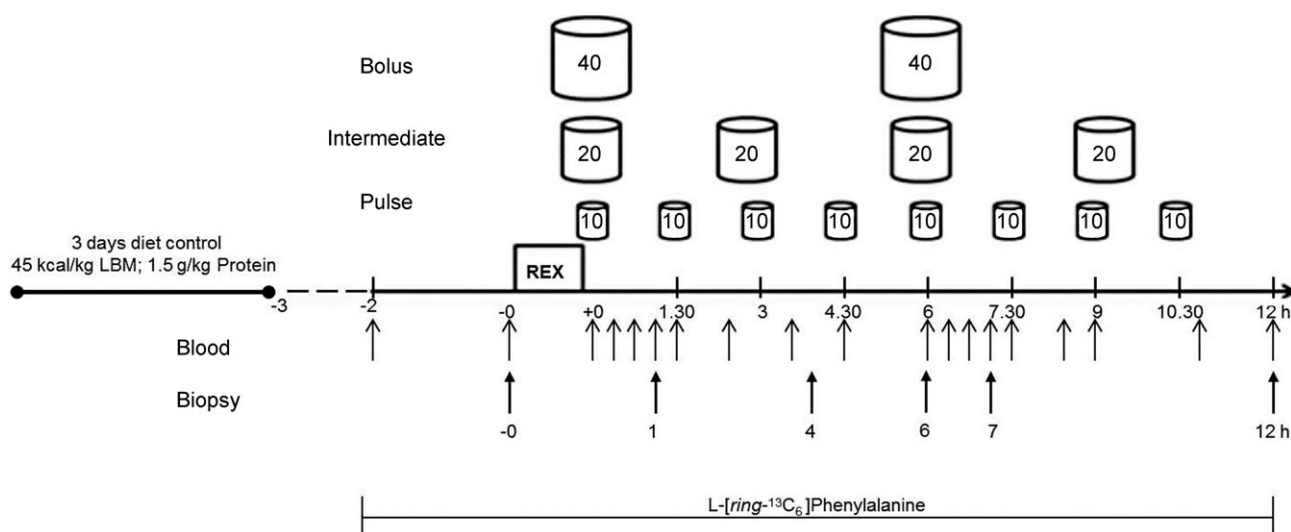 Bolus 40 40
Intermediate 20 20 20 20
Pulse 10 10 10 10 10 10 10 10
3 days diet control
45 kcal/kg LBM; 1.5 g/kg Protein
REX
-3 -2 -0 +0 1.30 3 4.30 6 7.30 9 10.30 12 h
Blood
Biopsy
-0 1 4 6 7 12 h
L-[ring-¹³C₆]Phenylalanine